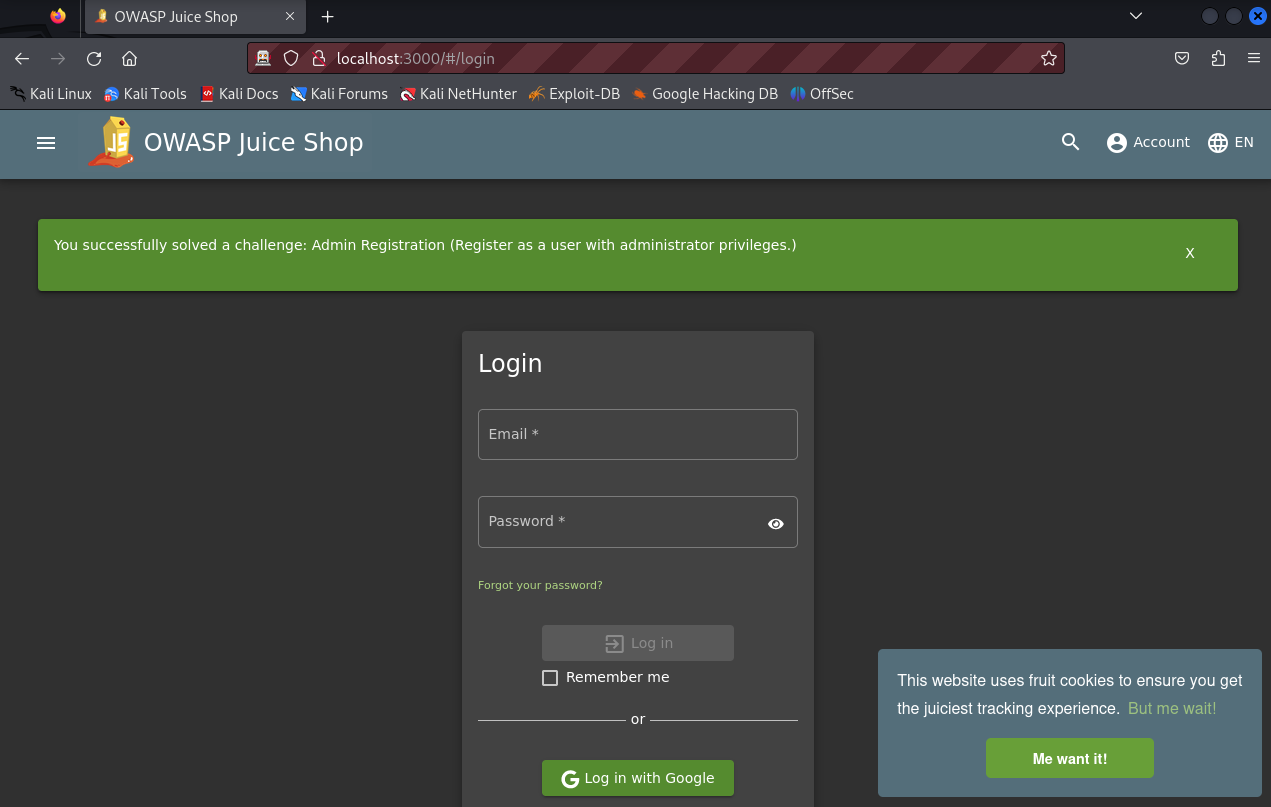 OWASP Juice Shop
localhost:3000/#/login
Kali Linux Kali Tools Kali Docs Kali Forums Kali NetHunter Exploit-DB Google Hacking DB OffSec
JS OWASP Juice Shop Account EN
You successfully solved a challenge: Admin Registration (Register as a user with administrator privileges.)
X
Login
Email *
Password *
Forgot your password?
Log in
Remember me
or
G Log in with Google
This website uses fruit cookies to ensure you get
the juiciest tracking experience. But me wait!
Me want it!